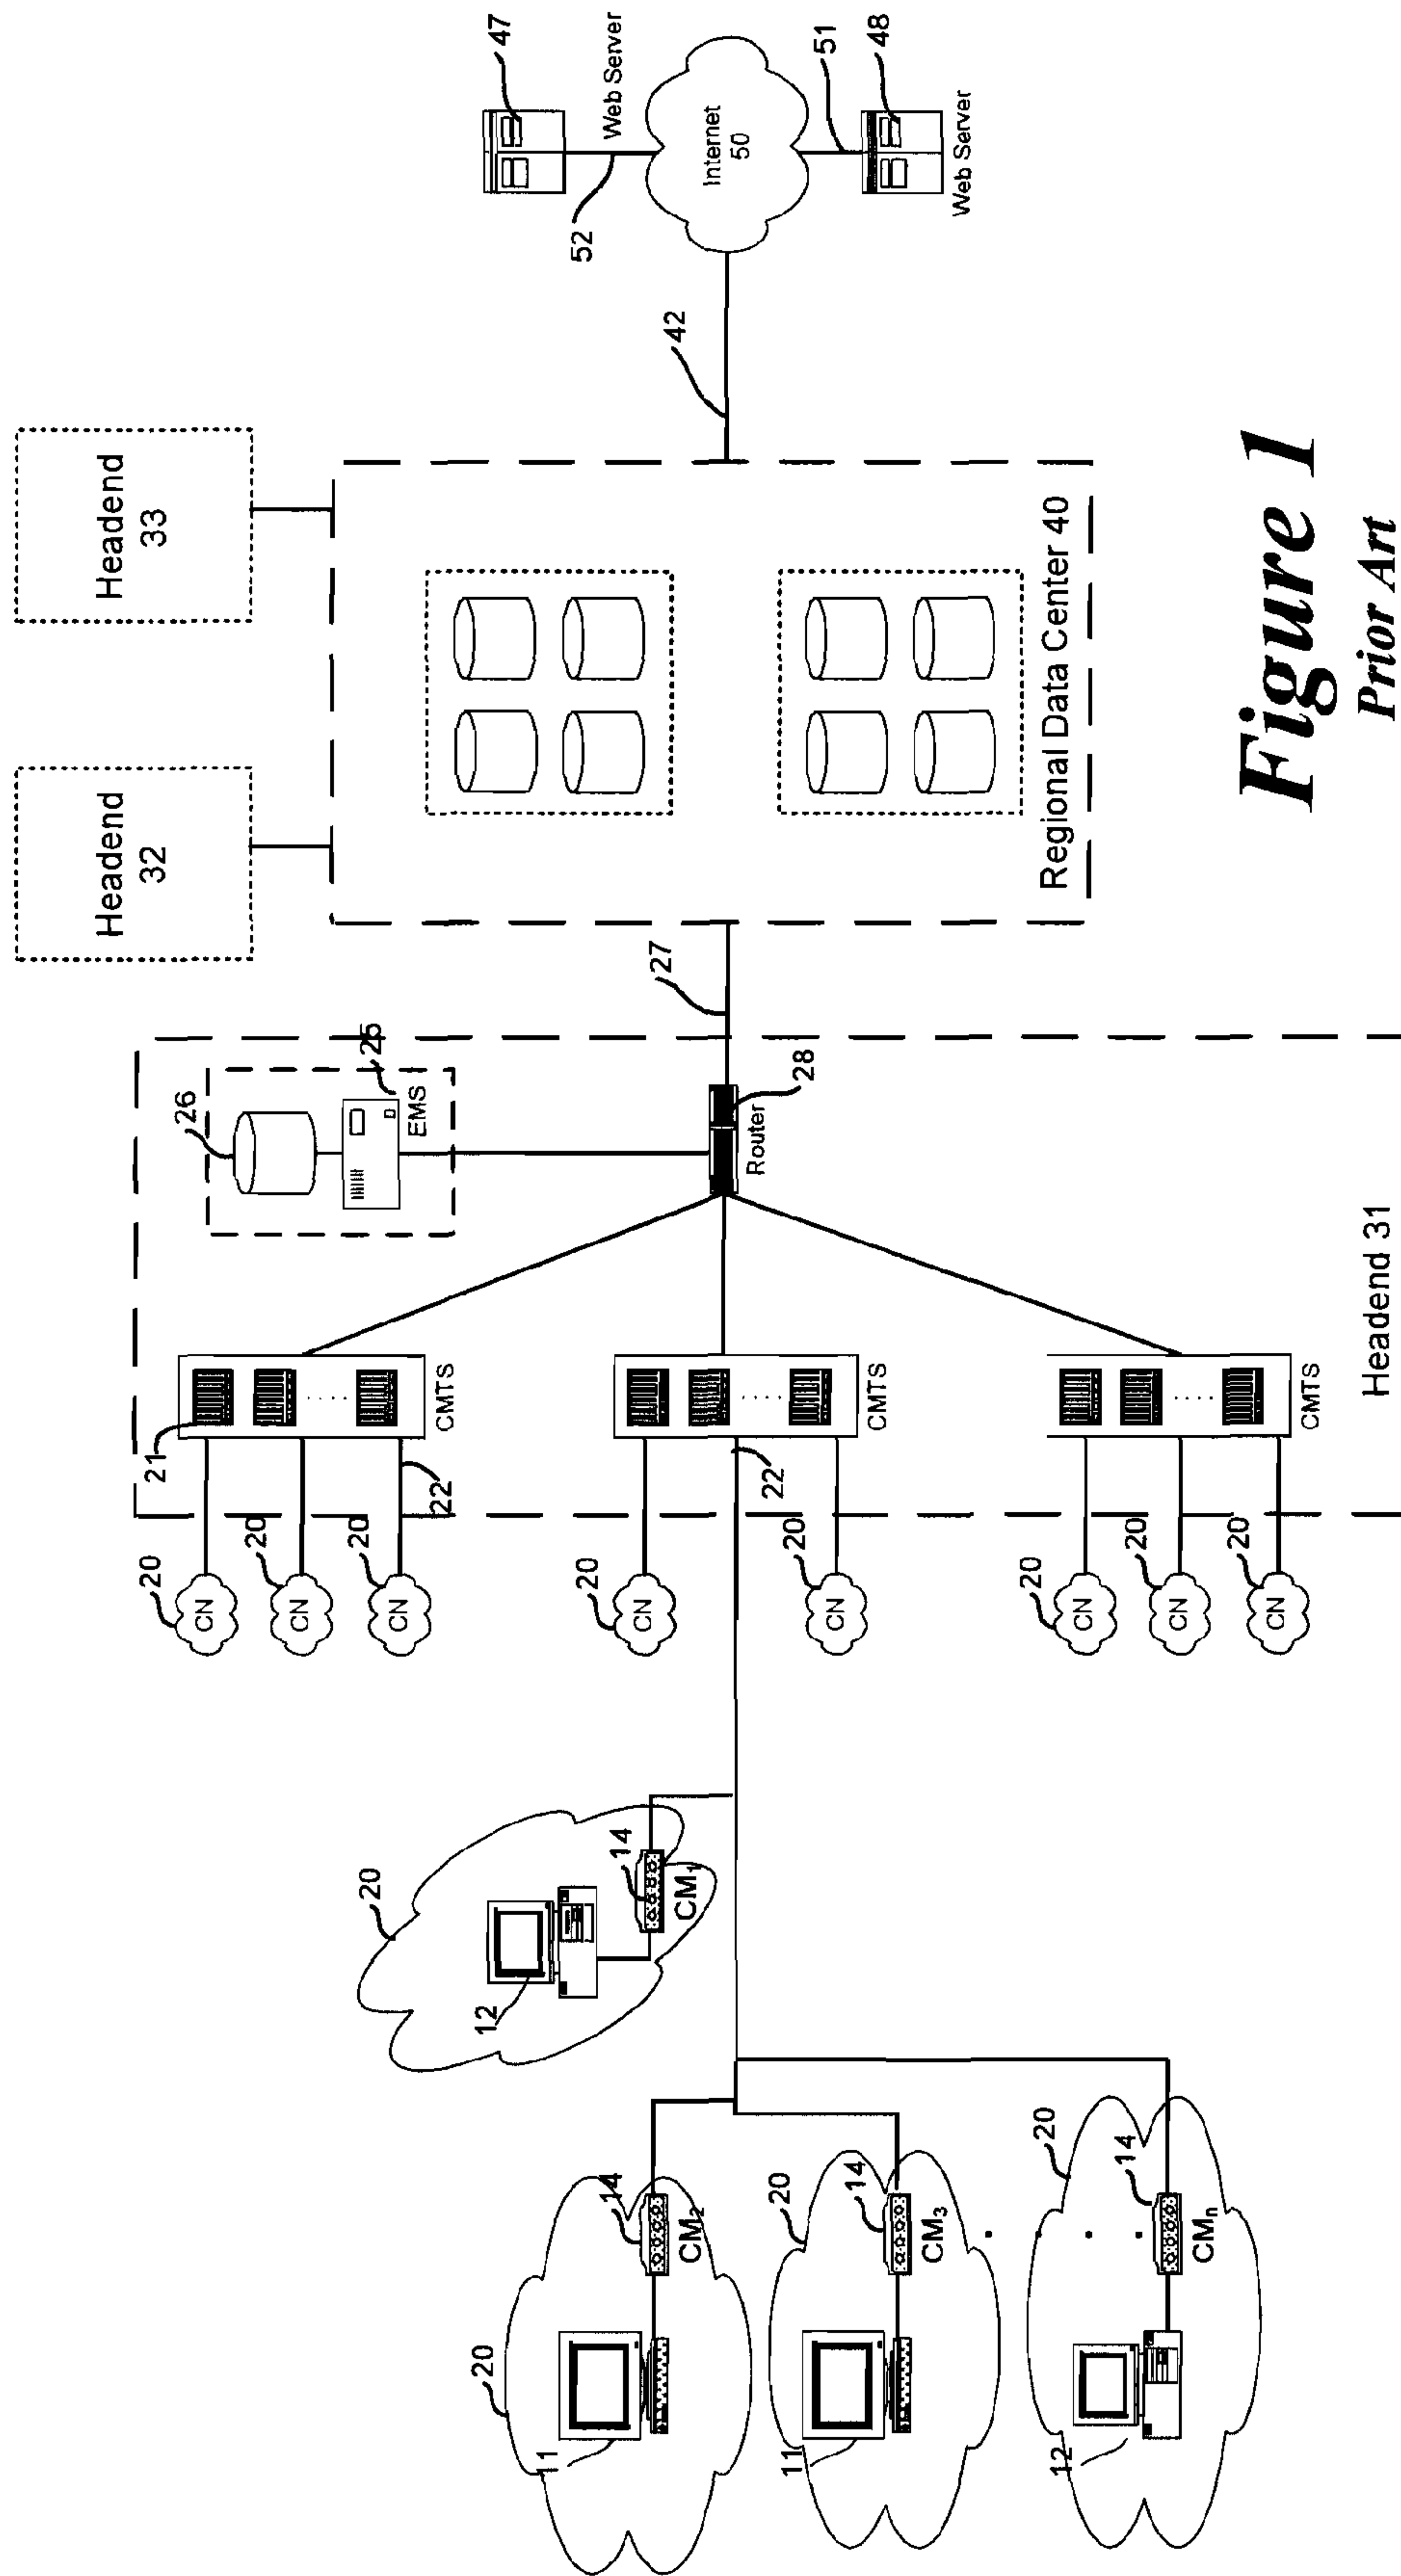 Headend
32
Headend
33
47
Web Server
52
Internet
50
51
48
Web Server
42
Regional Data Center 40
27
26
25
EMS
28
Router
21
CMTS
22
CMTS
22
CMTS
Headend 31
20
CN
20
CN
20
CN
20
CN
20
CN
20
CN
20
CN
20
CN
20
12
14
CM1
20
11
14
CM2
20
11
14
CM3
. . . .
20
12
14
CMn
Figure 1
Prior Art